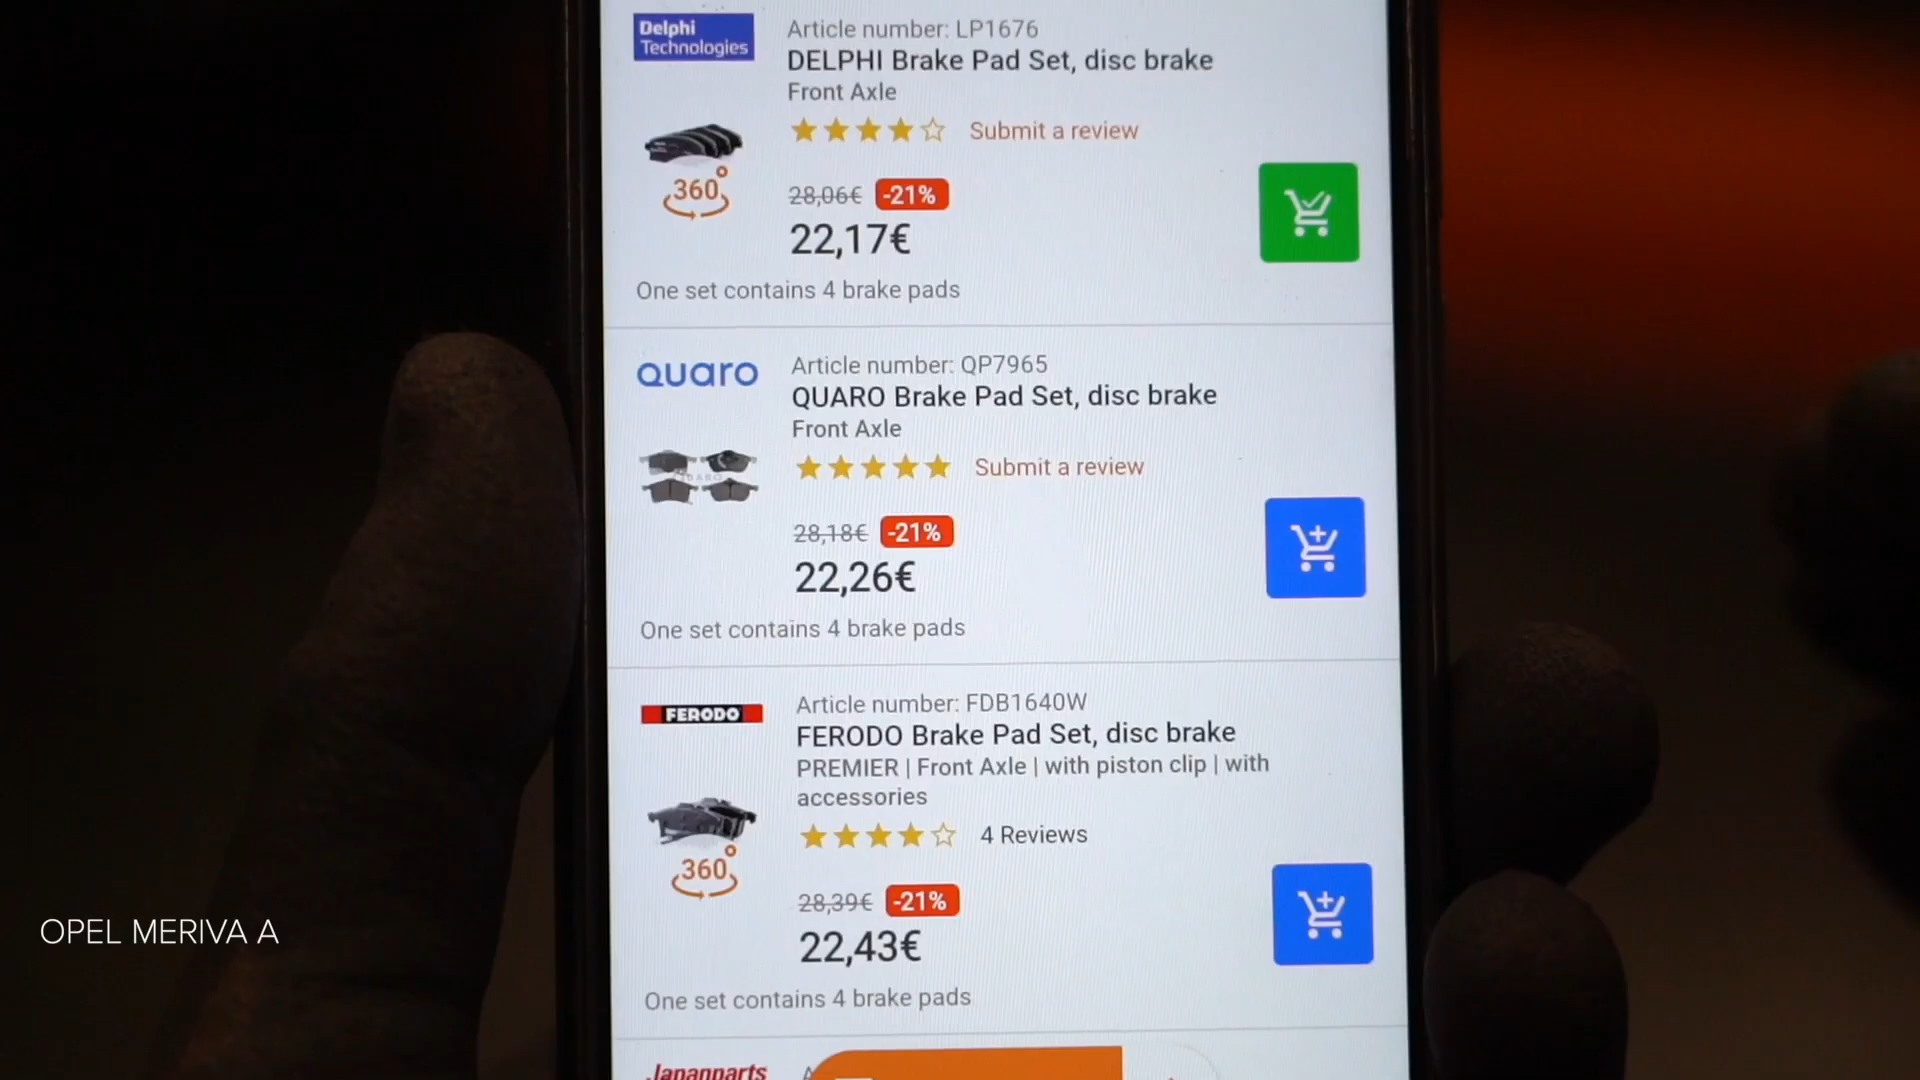 Delphi
Technologies
Article number: LP1676
DELPHI Brake Pad Set, disc brake
Front Axle
Submit a review
360°
28,06€ -21%
22,17€
One set contains 4 brake pads
QUARO
Article number: QP7965
QUARO Brake Pad Set, disc brake
Front Axle
Submit a review
28,18€ -21%
22,26€
One set contains 4 brake pads
FERODO
Article number: FDB1640W
FERODO Brake Pad Set, disc brake
PREMIER | Front Axle | with piston clip | with
accessories
4 Reviews
360°
28,39€ -21%
22,43€
One set contains 4 brake pads
Japanparts
OPEL MERIVA A